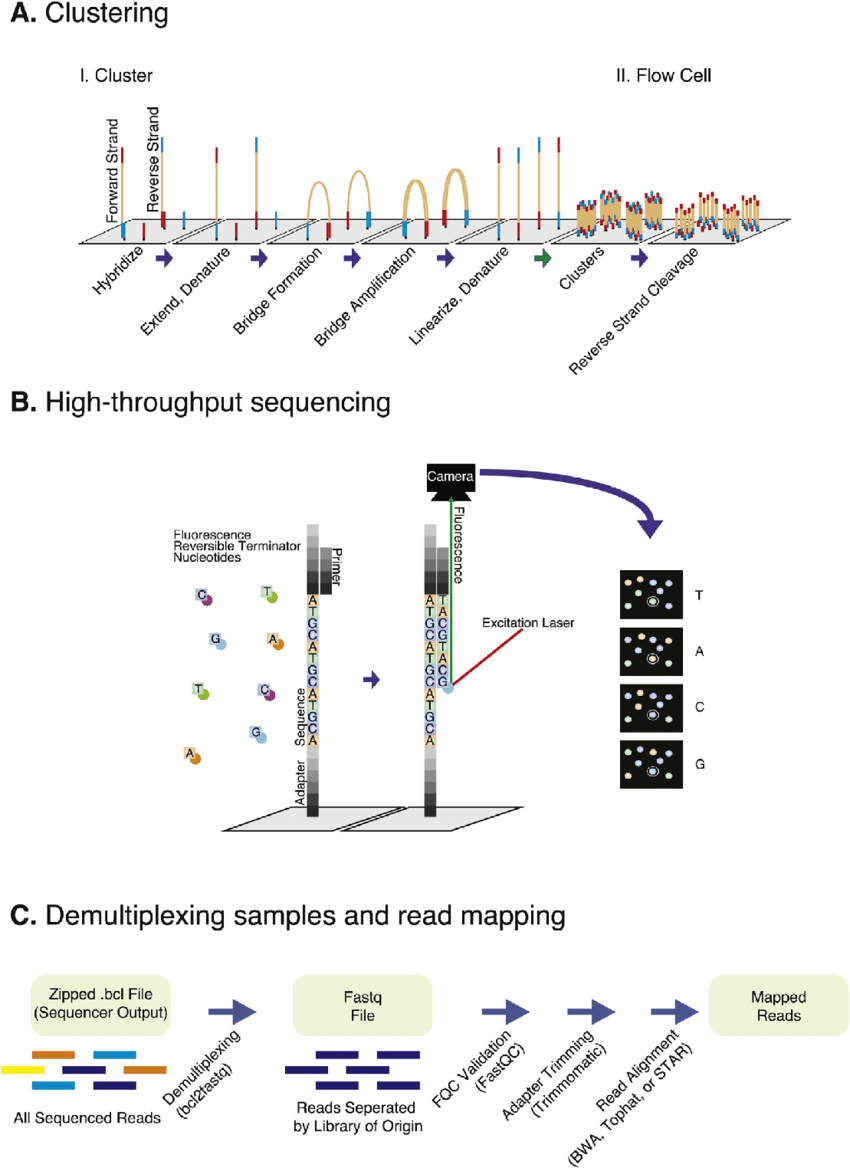 A. Clustering
I. Cluster
II. Flow Cell
Forward Strand
Reverse Strand
Hybridize
Extend, Denature
Bridge Formation
Bridge Amplification
Linearize, Denature
Clusters
Reverse Strand Cleavage
B. High-throughput sequencing
Camera
Fluorescence
Reversible Terminator
Nucleotides
Primer
Fluorescence
Excitation Laser
C
T
G
A
T
C
G
A
Sequence
Adapter
A
T
G
C
A
T
G
C
A
T
G
C
A
A T
T A
G C
C G
A T
T A
G C
C G
A
T
G
C
A
T
A
C
G
C. Demultiplexing samples and read mapping
Zipped .bcl File
(Sequencer Output)
All Sequenced Reads
Demultiplexing
(bcl2fastq)
Fastq
File
Reads Seperated
by Library of Origin
FQC Validation
(FastQC)
Adapter Trimming
(Trimmomatic)
Read Alignment
(BWA, Tophat, or STAR)
Mapped
Reads